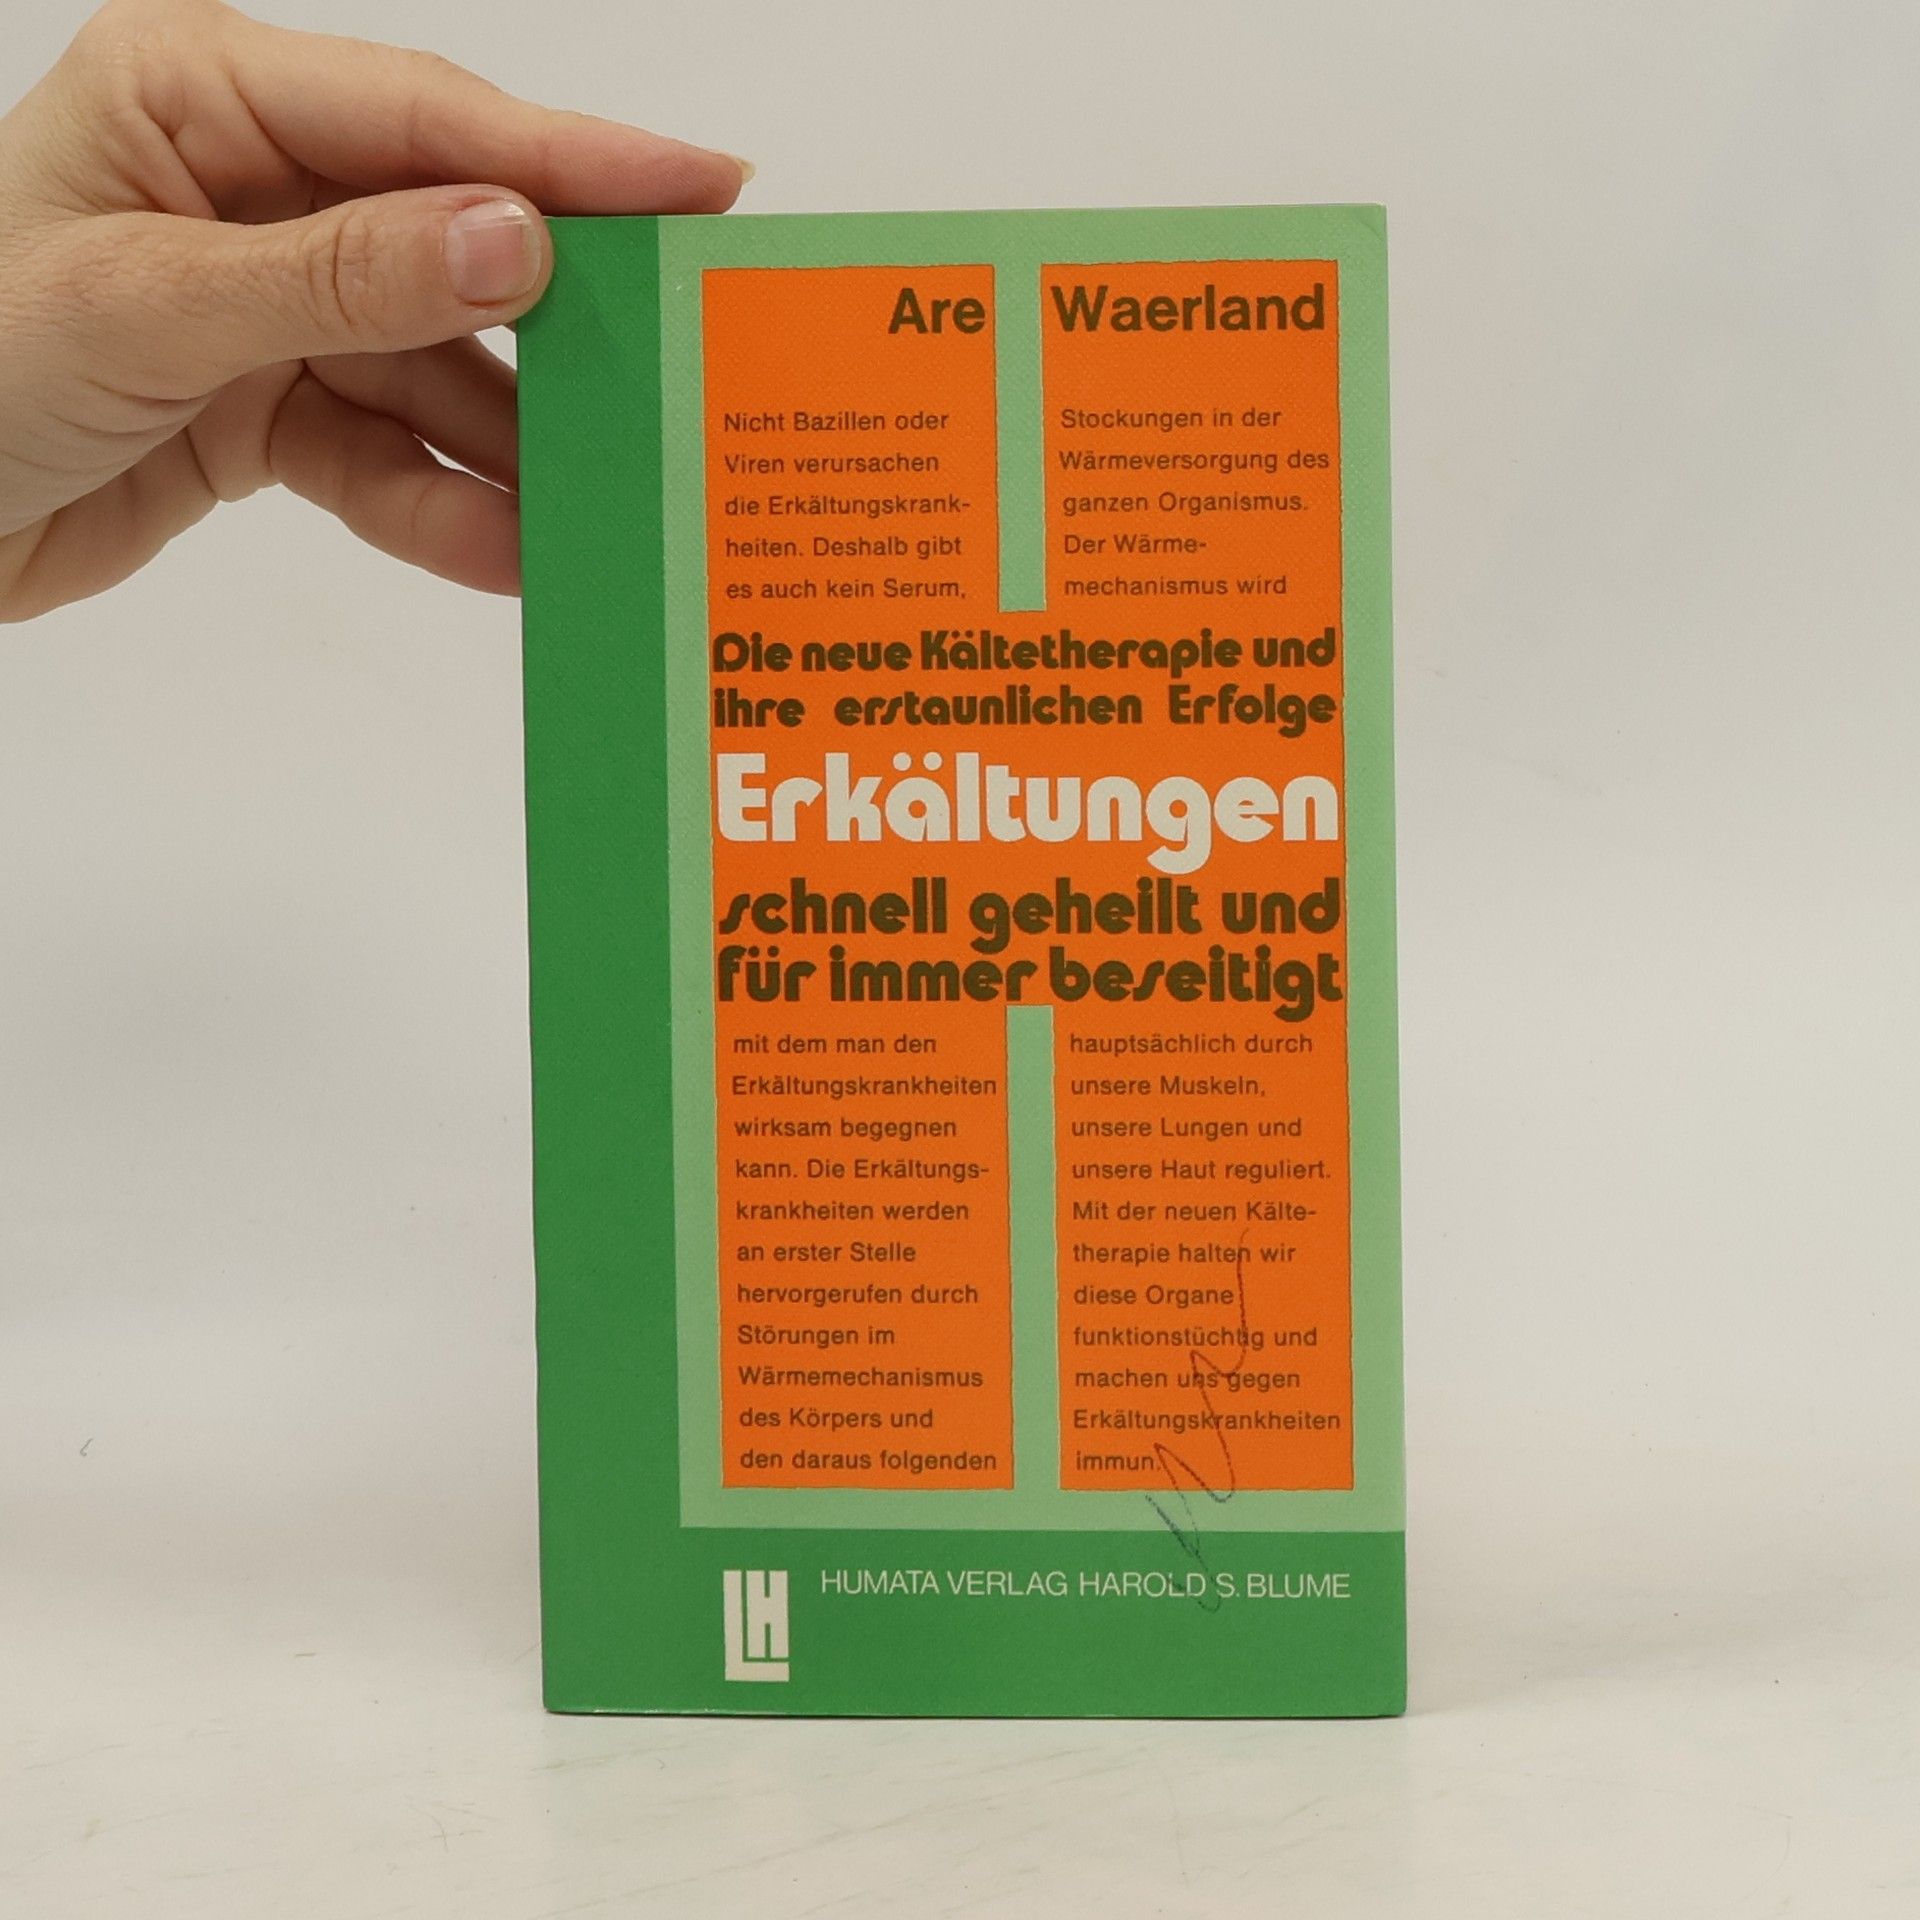 Are Waerland
Nicht Bazillen oder
Viren verursachen
die Erkältungskrank-
heiten. Deshalb gibt
es auch kein Serum,
Stockungen in der
Wärmeversorgung des
ganzen Organismus.
Der Wärme-
mechanismus wird
Die neue Kältetherapie und
ihre erstaunlichen Erfolge
Erkältungen
schnell geheilt und
für immer beseitigt
mit dem man den
Erkältungskrankheiten
wirksam begegnen
kann. Die Erkältungs-
krankheiten werden
an erster Stelle
hervorgerufen durch
Störungen im
Wärmemechanismus
des Körpers und
den daraus folgenden
hauptsächlich durch
unsere Muskeln,
unsere Lungen und
unsere Haut reguliert.
Mit der neuen Kälte-
therapie halten wir
diese Organe
funktionstüchtig und
machen uns gegen
Erkältungskrankheiten
immun.
LH
HUMATA VERLAG HAROLD S. BLUME